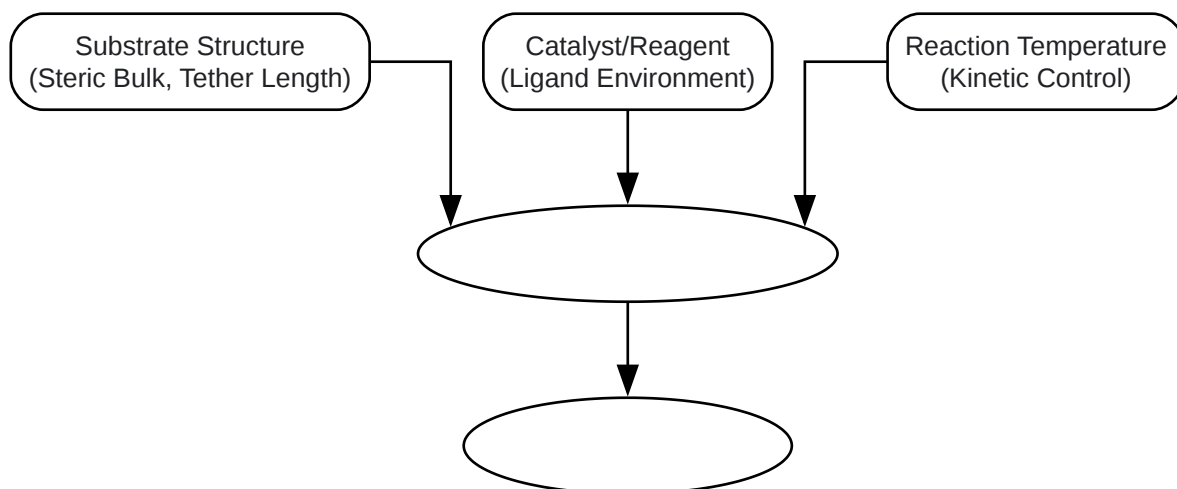 Substrate Structure
(Steric Bulk, Tether Length)
Catalyst/Reagent
(Ligand Environment)
Reaction Temperature
(Kinetic Control)